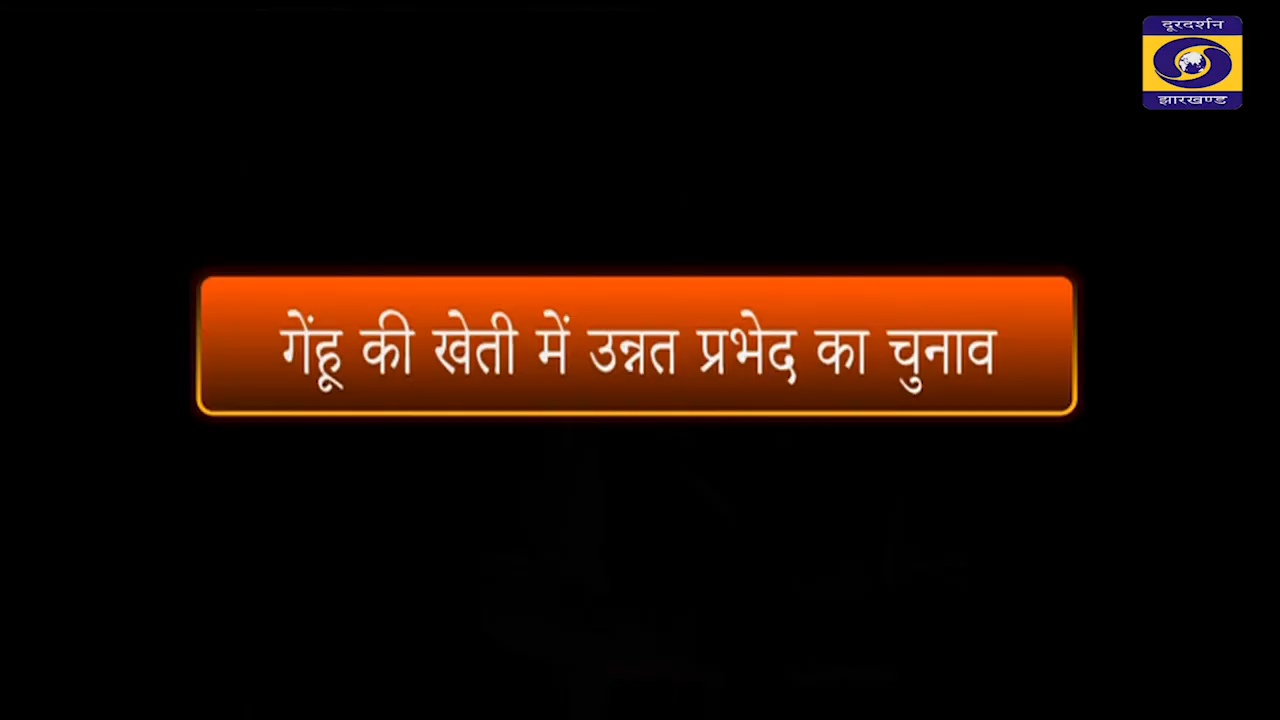 दूरदर्शन
झारखण्ड
गेंहू की खेती में उन्नत प्रभेद का चुनाव